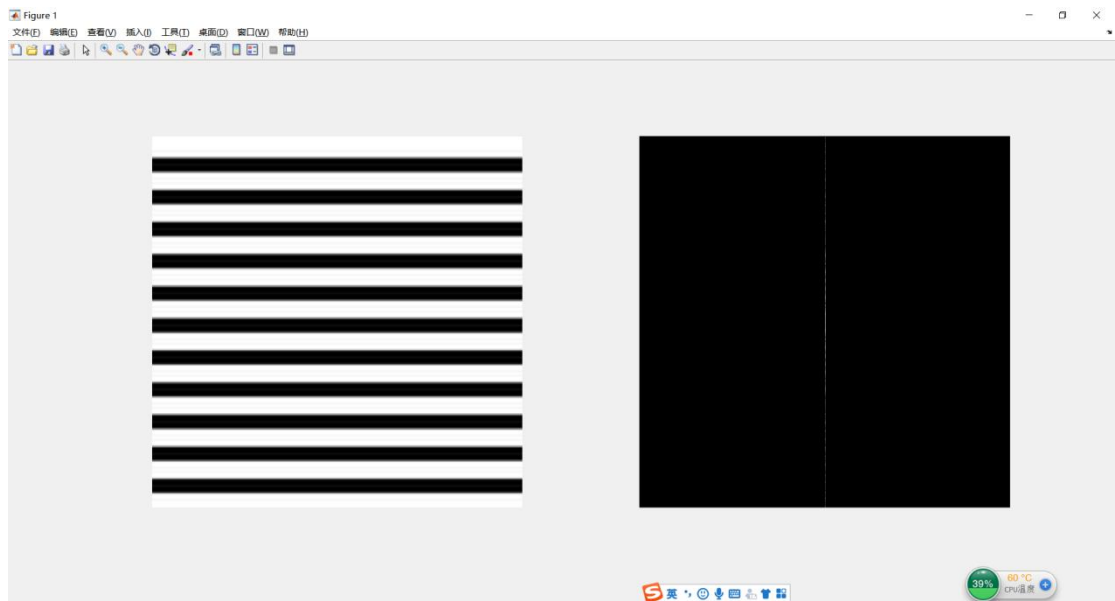 Figure 1
文件(F) 编辑(E) 查看(V) 插入(I) 工具(T) 桌面(D) 窗口(W) 帮助(H)
英
39% 60 °C
CPU温度